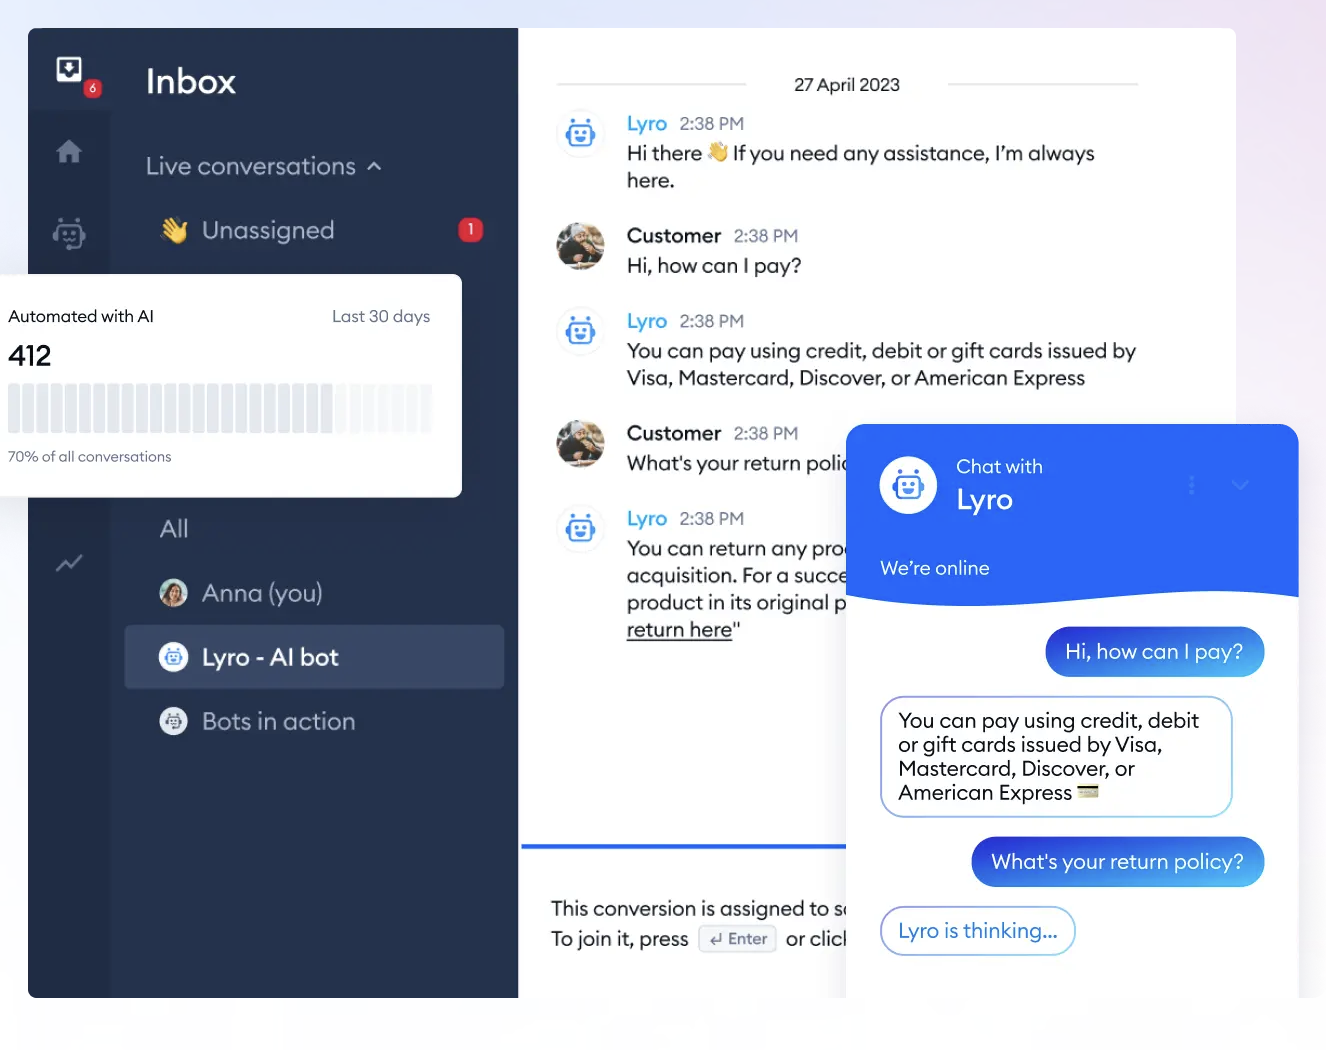 6
Inbox
Live conversations
Unassigned
1
Automated with AI
Last 30 days
412
70% of all conversations
All
Anna (you)
Lyro - AI bot
Bots in action
27 April 2023
Lyro 2:38 PM
Hi there 👋 If you need any assistance, I'm always
here.
Customer 2:38 PM
Hi, how can I pay?
Lyro 2:38 PM
You can pay using credit, debit or gift cards issued by
Visa, Mastercard, Discover, or American Express
Customer 2:38 PM
What's your return
Lyro 2:38 PM
You can return any
acquisition. For a
product in its original
return here"
This conversion is assigned to
To join it, press ↵ Enter or
Chat with
Lyro
We're online
Hi, how can I pay?
You can pay using credit, debit
or gift cards issued by Visa,
Mastercard, Discover, or
American Express 💳
What's your return policy?
Lyro is thinking...